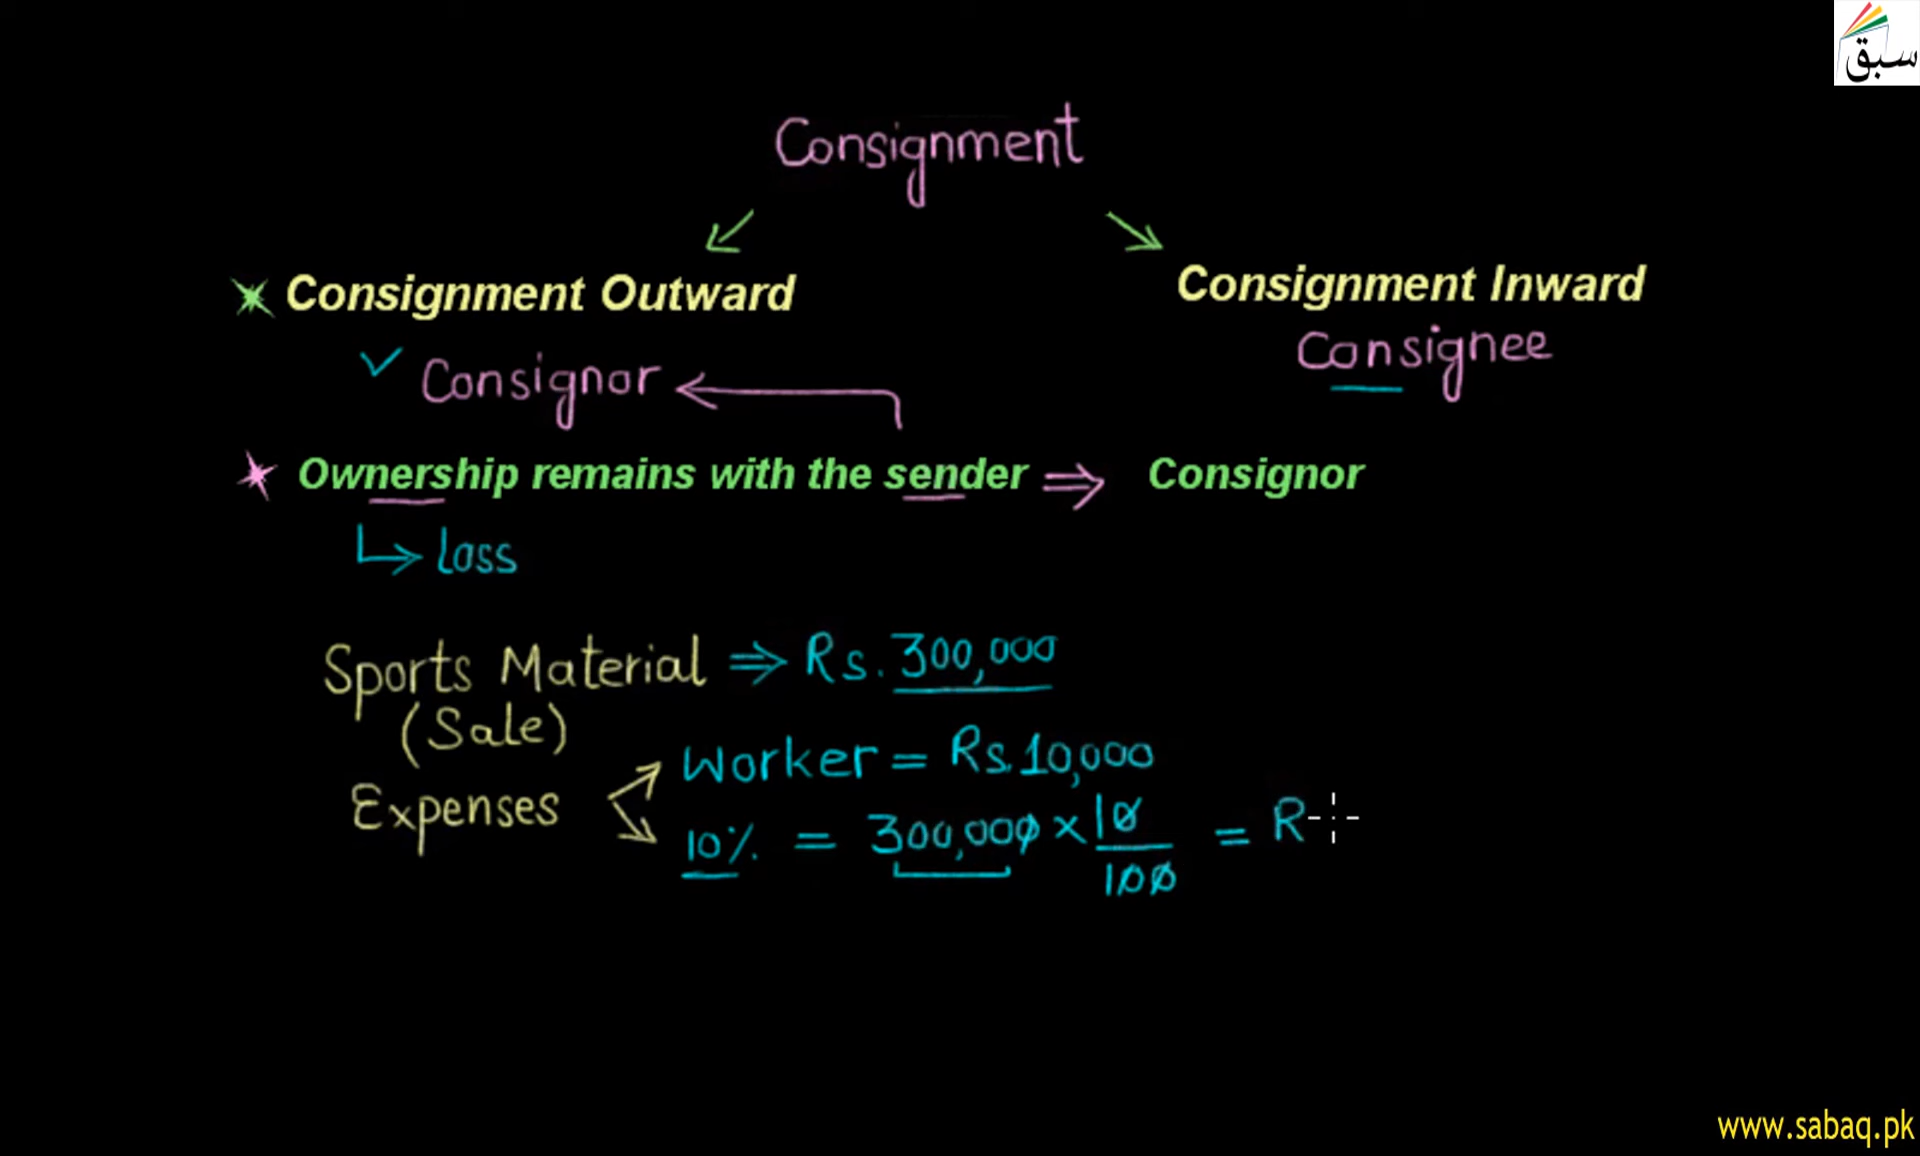 سبق
Consignment
Consignment Outward
Consignment Inward
Consignor
Consignee
Ownership remains with the sender ⇒ Consignor
Loss
Sports Material ⇒ Rs. 300,000
(Sale)
Expenses
Worker = Rs. 10,000
10% = 300,000 × 10/100 = R
www.sabaq.pk